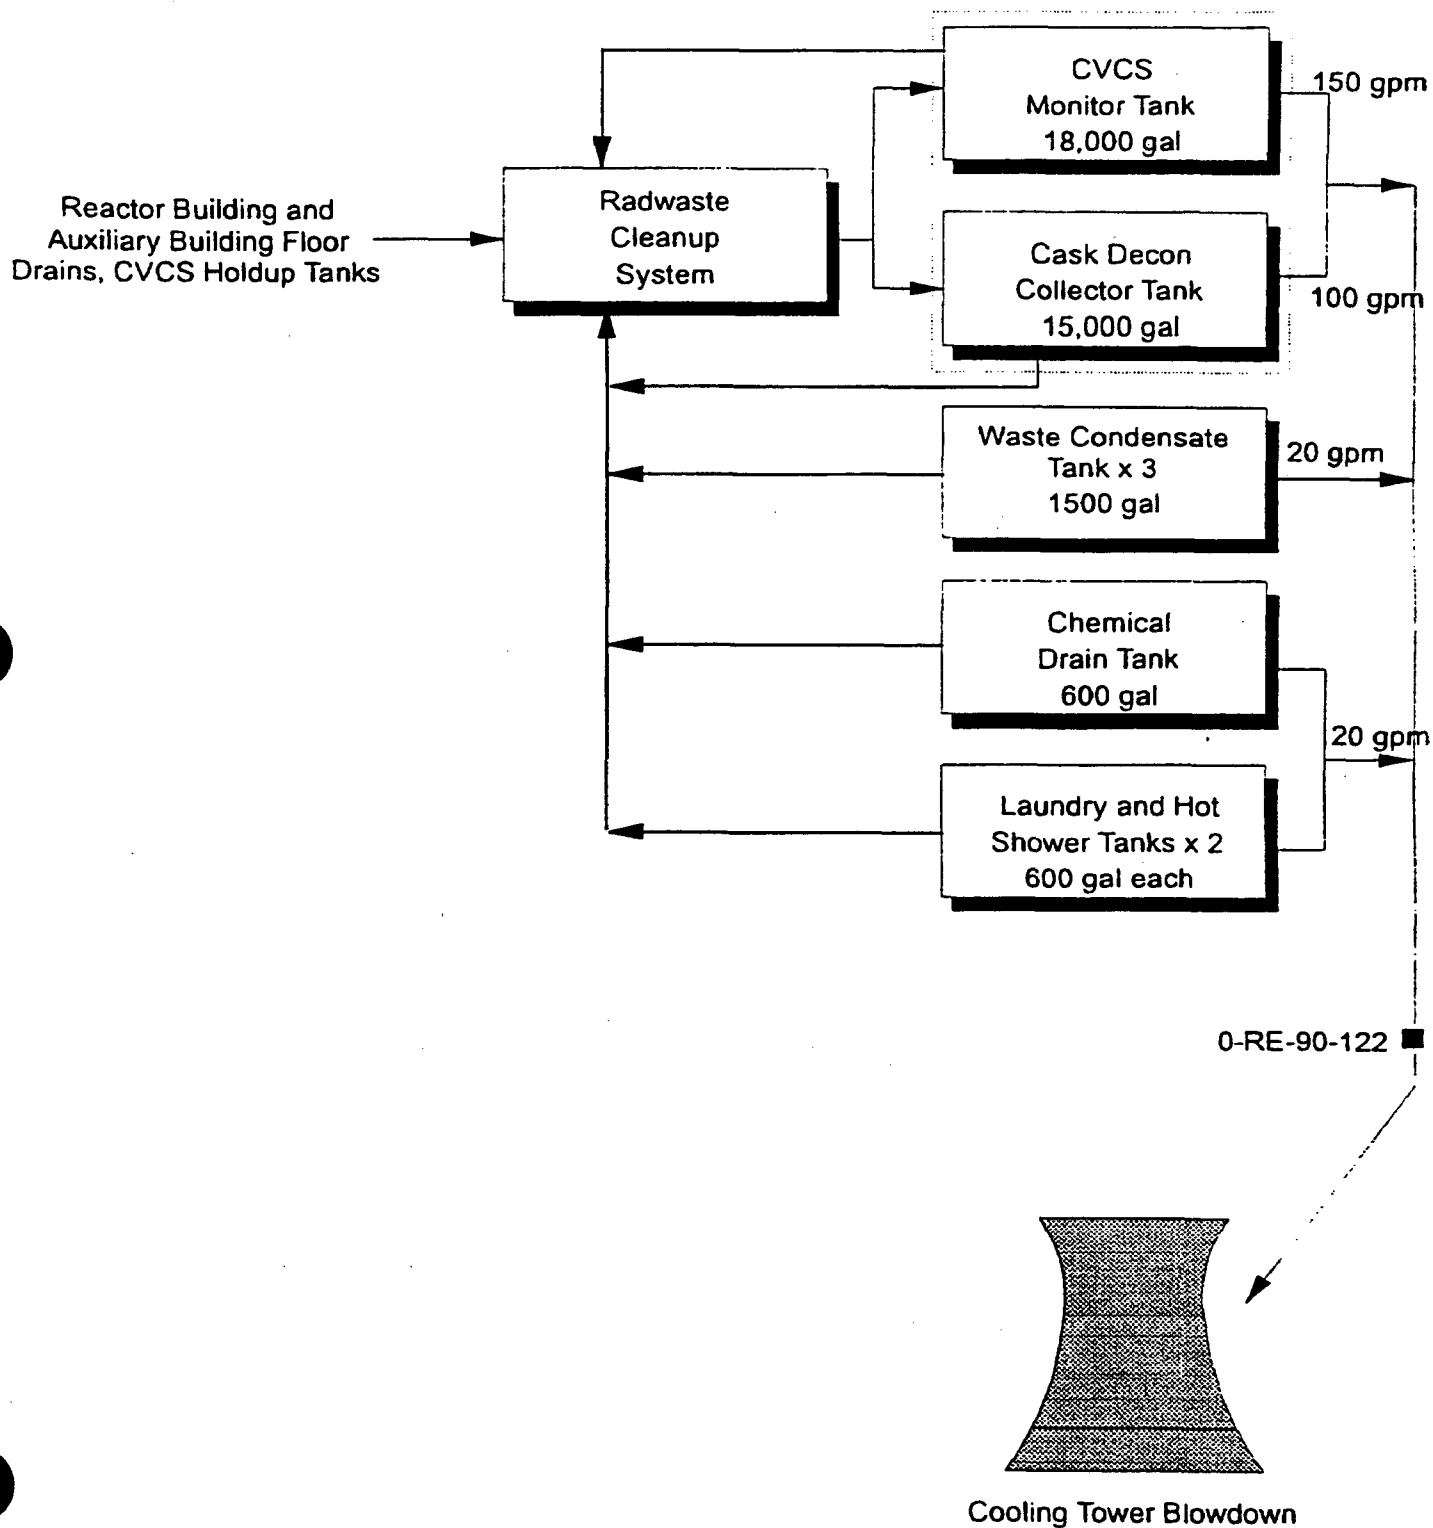 CVCS
Monitor Tank
18,000 gal
150 gpm
Reactor Building and
Auxiliary Building Floor
Drains, CVCS Holdup Tanks
Radwaste
Cleanup
System
Cask Decon
Collector Tank
15,000 gal
100 gpm
Waste Condensate
Tank x 3
1500 gal
20 gpm
Chemical
Drain Tank
600 gal
20 gpm
Laundry and Hot
Shower Tanks x 2
600 gal each
0-RE-90-122
Cooling Tower Blowdown